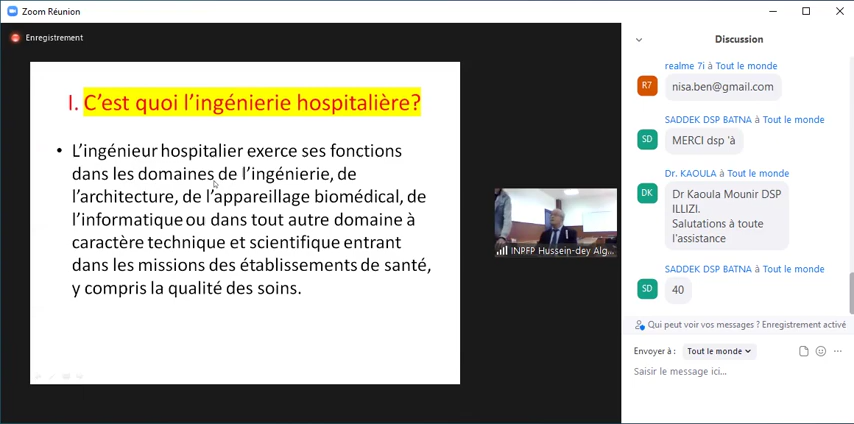 Zoom Réunion
Enregistrement
I. C’est quoi l’ingénierie hospitalière?
• L’ingénieur hospitalier exerce ses fonctions
dans les domaines de l’ingénierie, de
l’architecture, de l’appareillage biomédical, de
l’informatique ou dans tout autre domaine à
caractère technique et scientifique entrant
dans les missions des établissements de santé,
y compris la qualité des soins.
INPFP Hussein-dey Alg...
Discussion
realme 7i à Tout le monde
R7
nisa.ben@gmail.com
SADDEK DSP BATNA à Tout le monde
SD
MERCI dsp 'à
Dr. KAOULA à Tout le monde
DK
Dr Kaoula Mounir DSP
ILLIZI.
Salutations à toute
l'assistance
SADDEK DSP BATNA à Tout le monde
SD
40
Qui peut voir vos messages ? Enregistrement activé
Envoyer à : Tout le monde
Saisir le message ici...